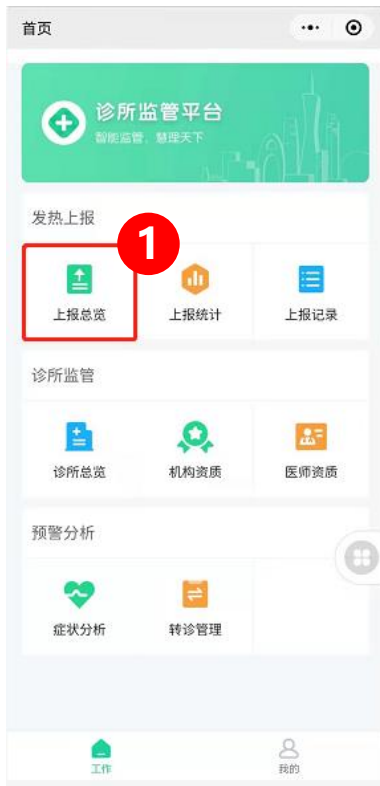 首页
诊所监管平台
智能监管，慧理天下
发热上报
1
上报总览
上报统计
上报记录
诊所监管
诊所总览
机构资质
医师资质
预警分析
症状分析
转诊管理
工作
我的